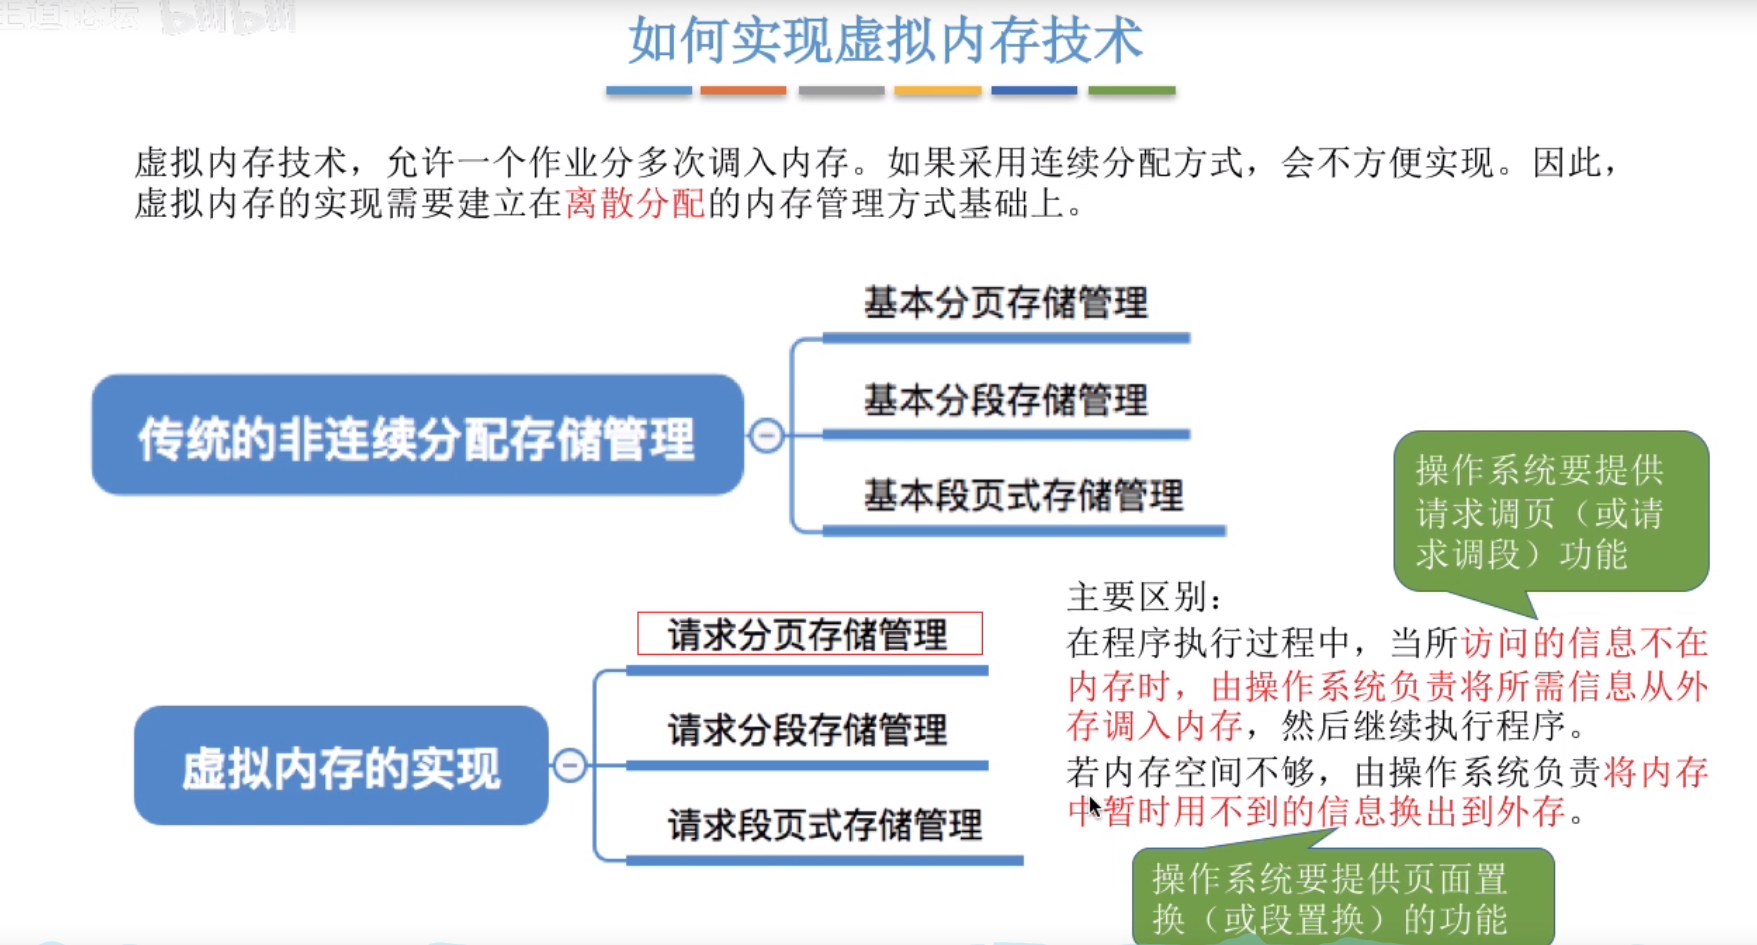 王道论坛 bilibili
如何实现虚拟内存技术
虚拟内存技术，允许一个作业分多次调入内存。如果采用连续分配方式，会不方便实现。因此，
虚拟内存的实现需要建立在离散分配的内存管理方式基础上。
基本分页存储管理
基本分段存储管理
传统的非连续分配存储管理
基本段页式存储管理
操作系统要提供
请求调页（或请
求调段）功能
请求分页存储管理
请求分段存储管理
虚拟内存的实现
请求段页式存储管理
主要区别：
在程序执行过程中，当所访问的信息不在
内存时，由操作系统负责将所需信息从外
存调入内存，然后继续执行程序。
若内存空间不够，由操作系统负责将内存
中暂时用不到的信息换出到外存。
操作系统要提供页面置
换（或段置换）的功能